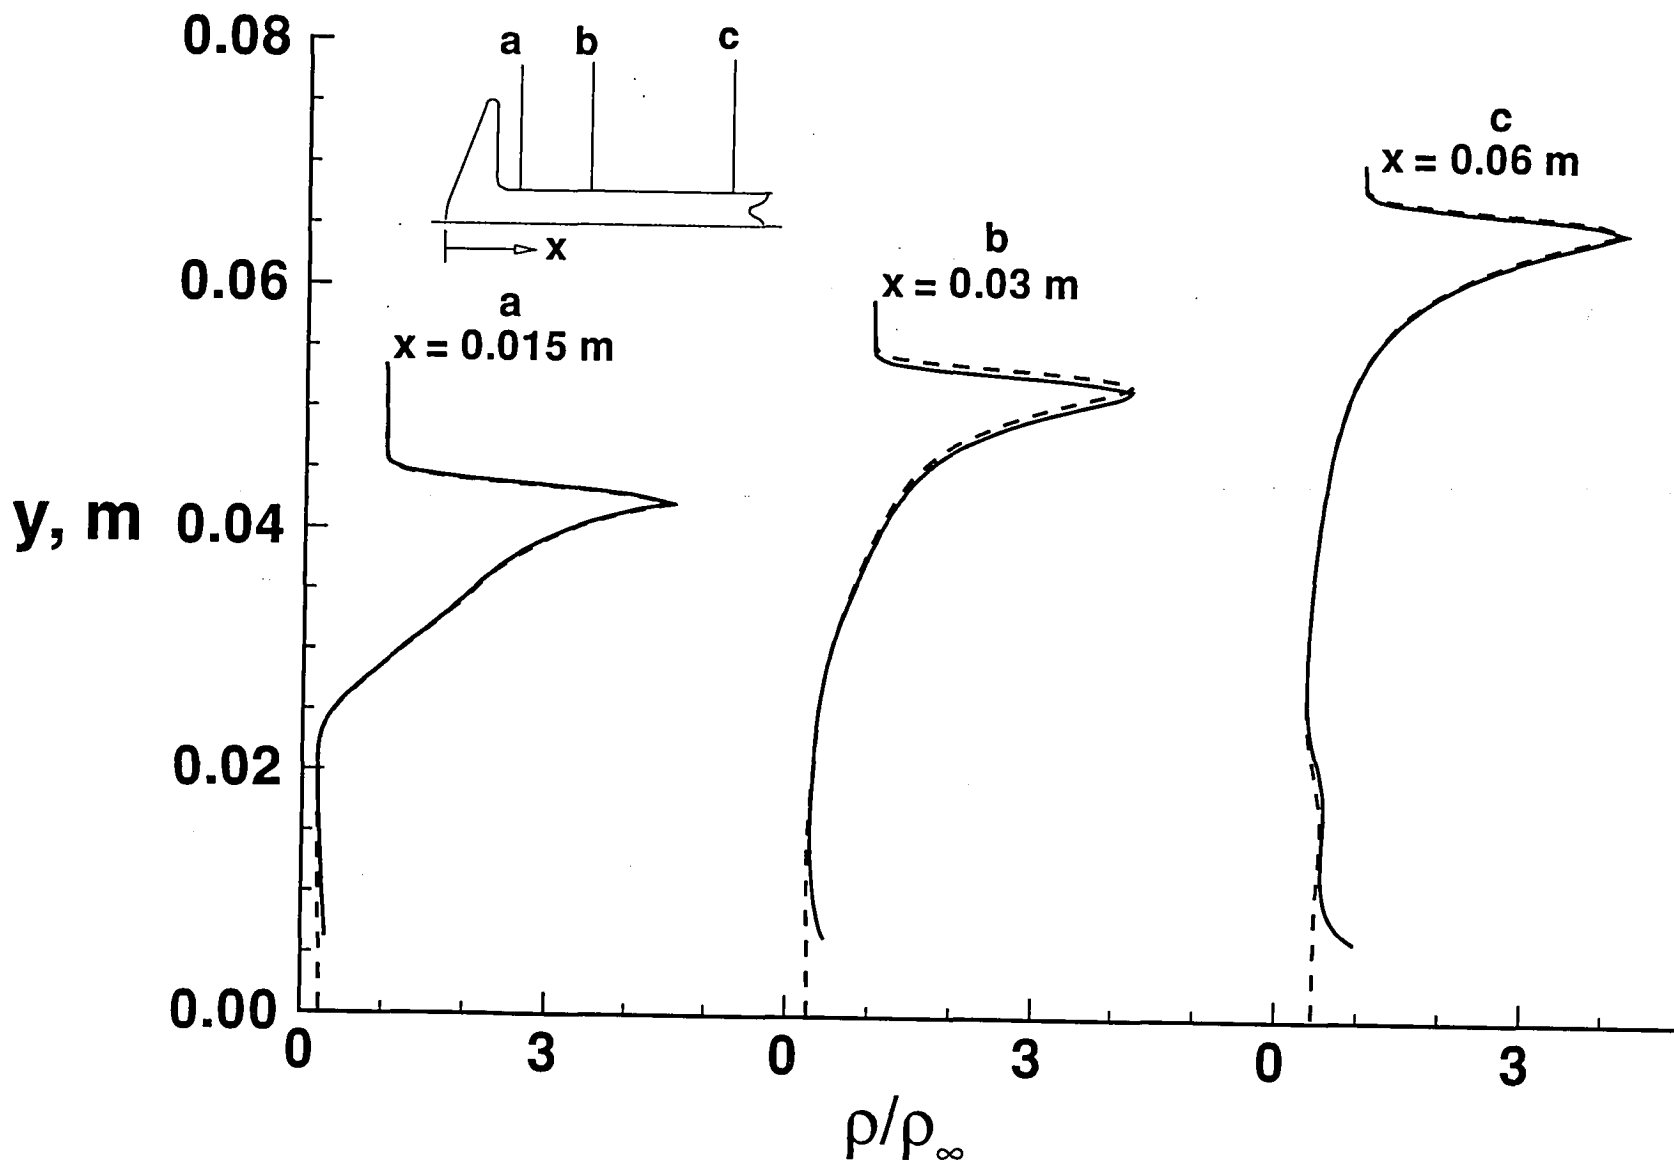 0.08
0.06
0.04
0.02
0.00
y, m
a b c
x
a
x = 0.015 m
b
x = 0.03 m
c
x = 0.06 m
0 3 0 3 0 3
ρ/ρ∞